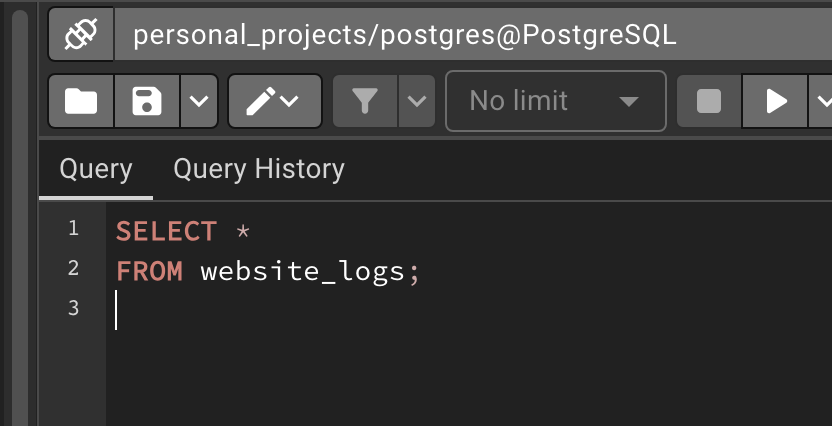 personal_projects/postgres@PostgreSQL
No limit
Query Query History
1 SELECT *
2 FROM website_logs;
3